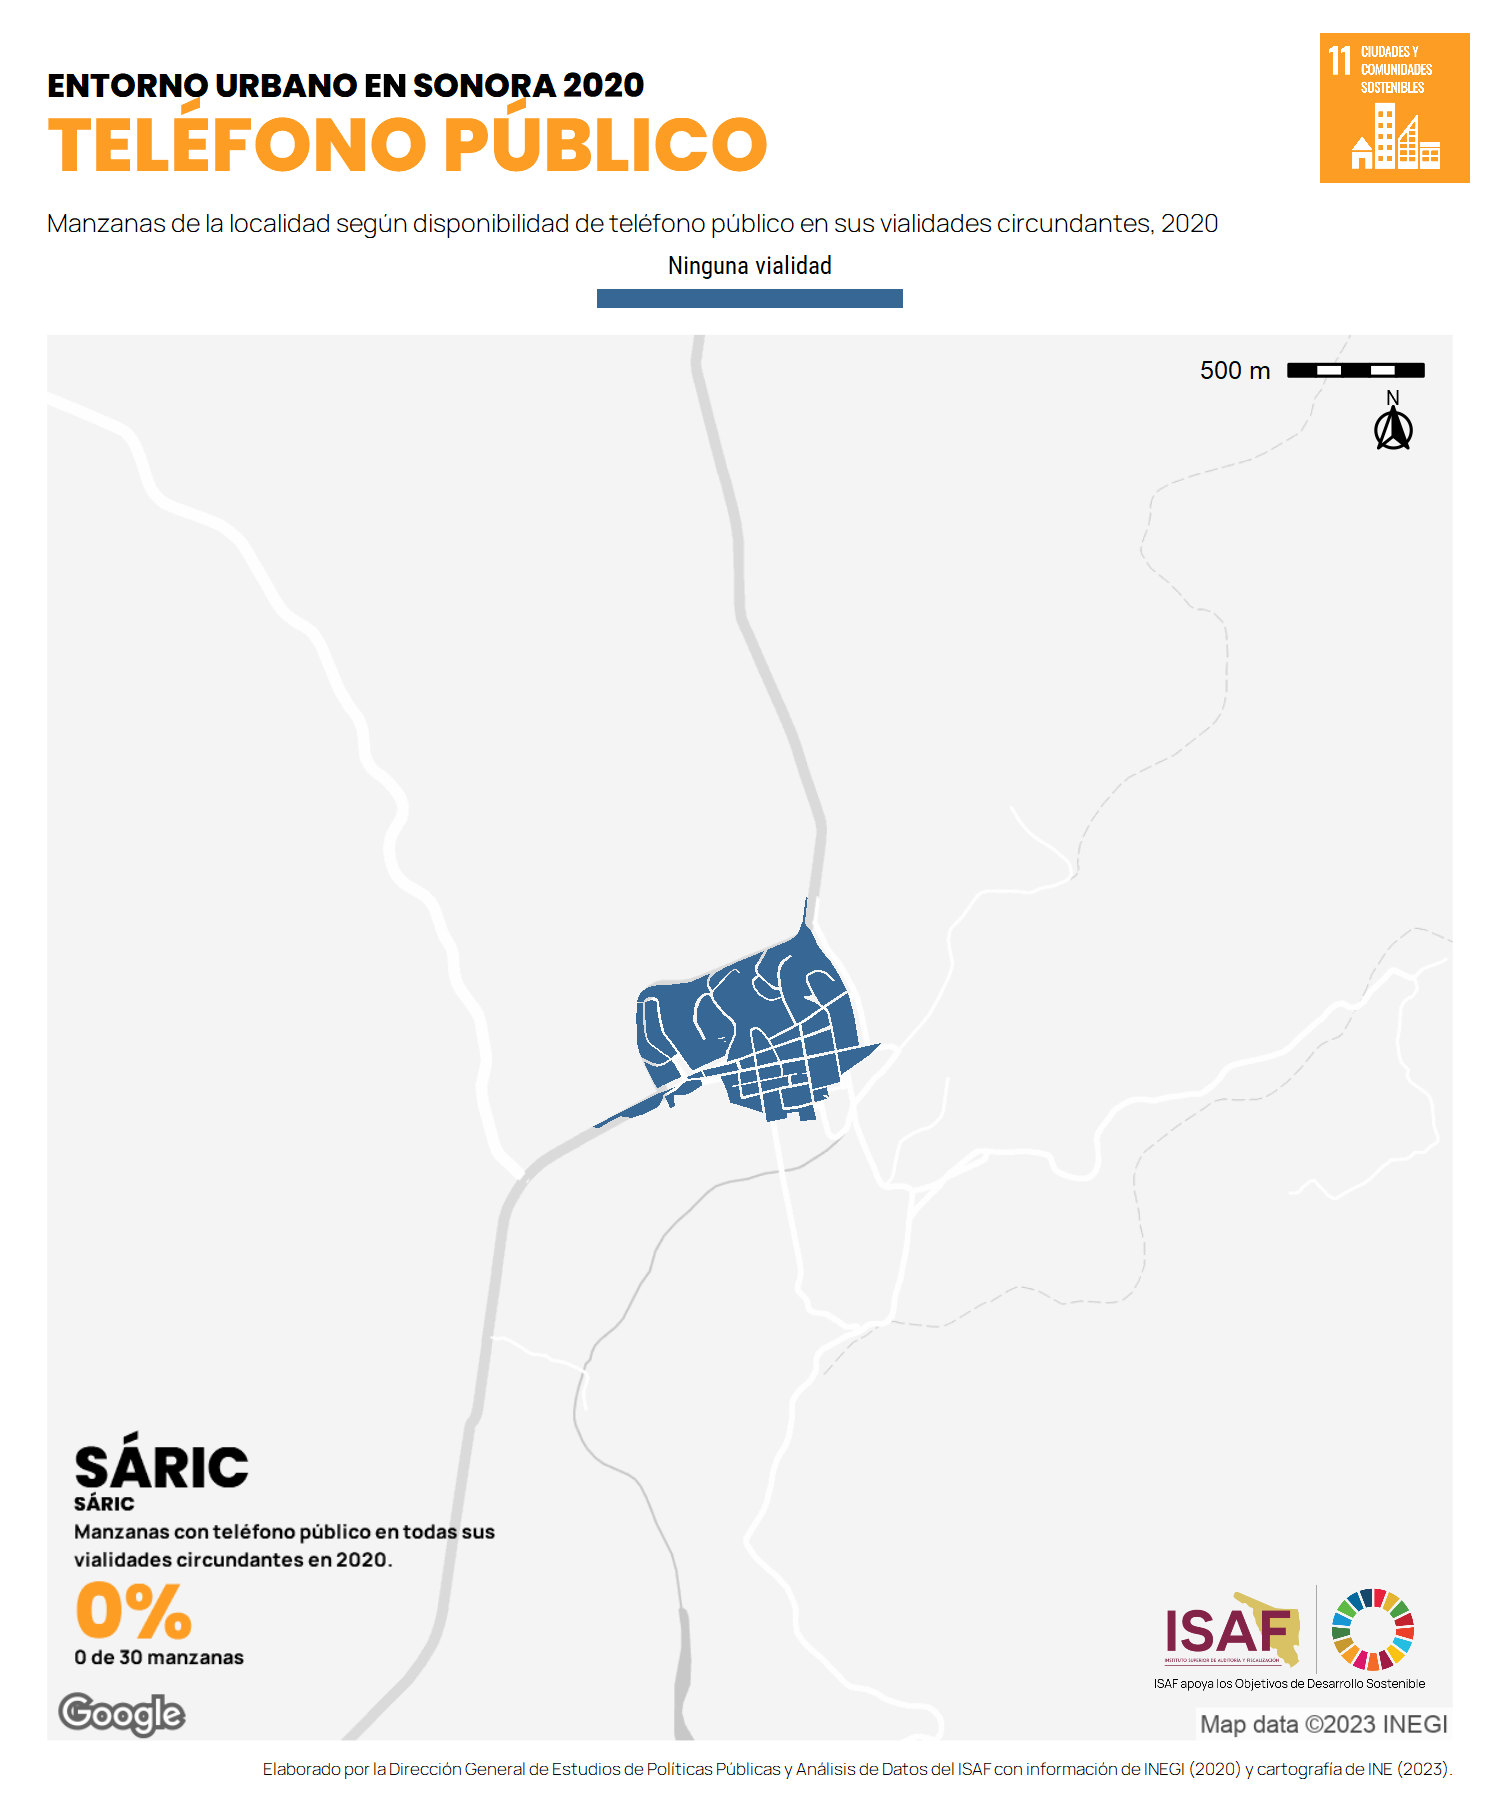 ENTORNO URBANO EN SONORA 2020
TELÉFONO PÚBLICO
11 CIUDADES Y
COMUNIDADES
SOSTENIBLES
Manzanas de la localidad según disponibilidad de teléfono público en sus vialidades circundantes, 2020
Ninguna vialidad
500 m
N
SÁRIC
SÁRIC
Manzanas con teléfono público en todas sus
vialidades circundantes en 2020.
0%
0 de 30 manzanas
Google
ISAF
INSTITUTO SUPERIOR DE AUDITORÍA Y FISCALIZACIÓN
ISAF apoya los Objetivos de Desarrollo Sostenible
Map data ©2023 INEGI
Elaborado por la Dirección General de Estudios de Políticas Públicas y Análisis de Datos del ISAF con información de INEGI (2020) y cartografía de INE (2023).